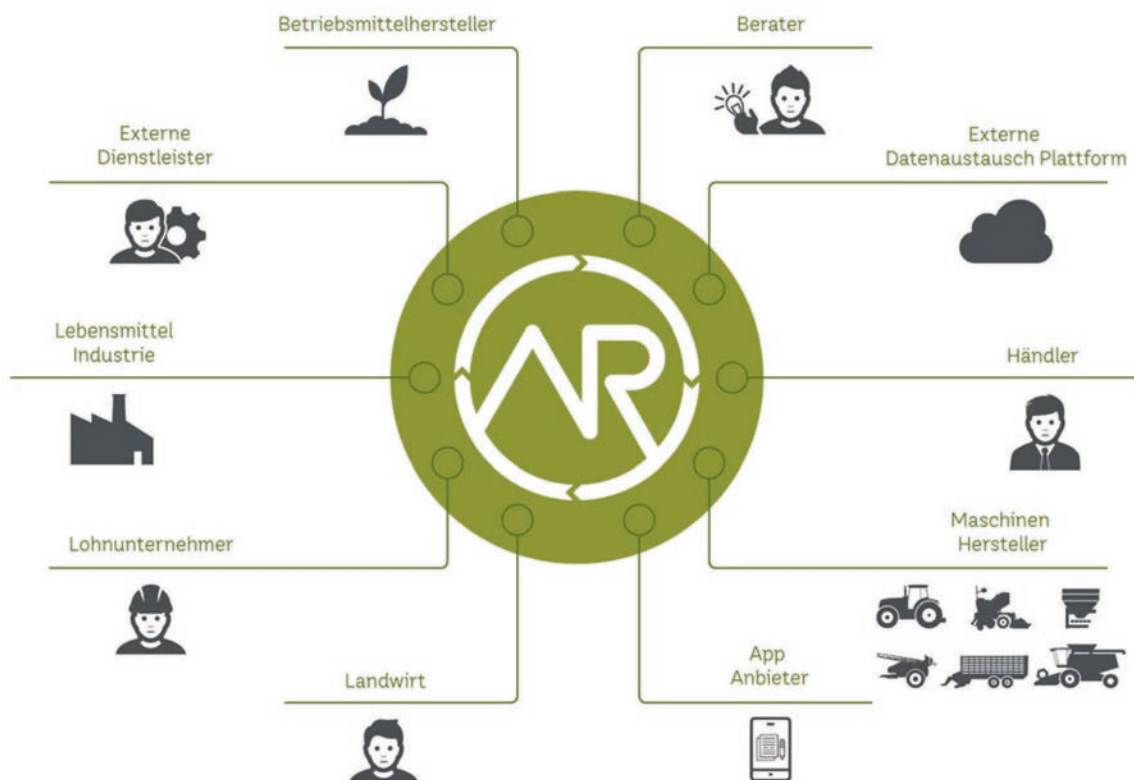 Betriebsmittelhersteller
Berater
Externe
Dienstleister
Externe
Datenaustausch Plattform
Lebensmittel
Industrie
AR
Händler
Lohnunternehmer
Maschinen
Hersteller
Landwirt
App
Anbieter